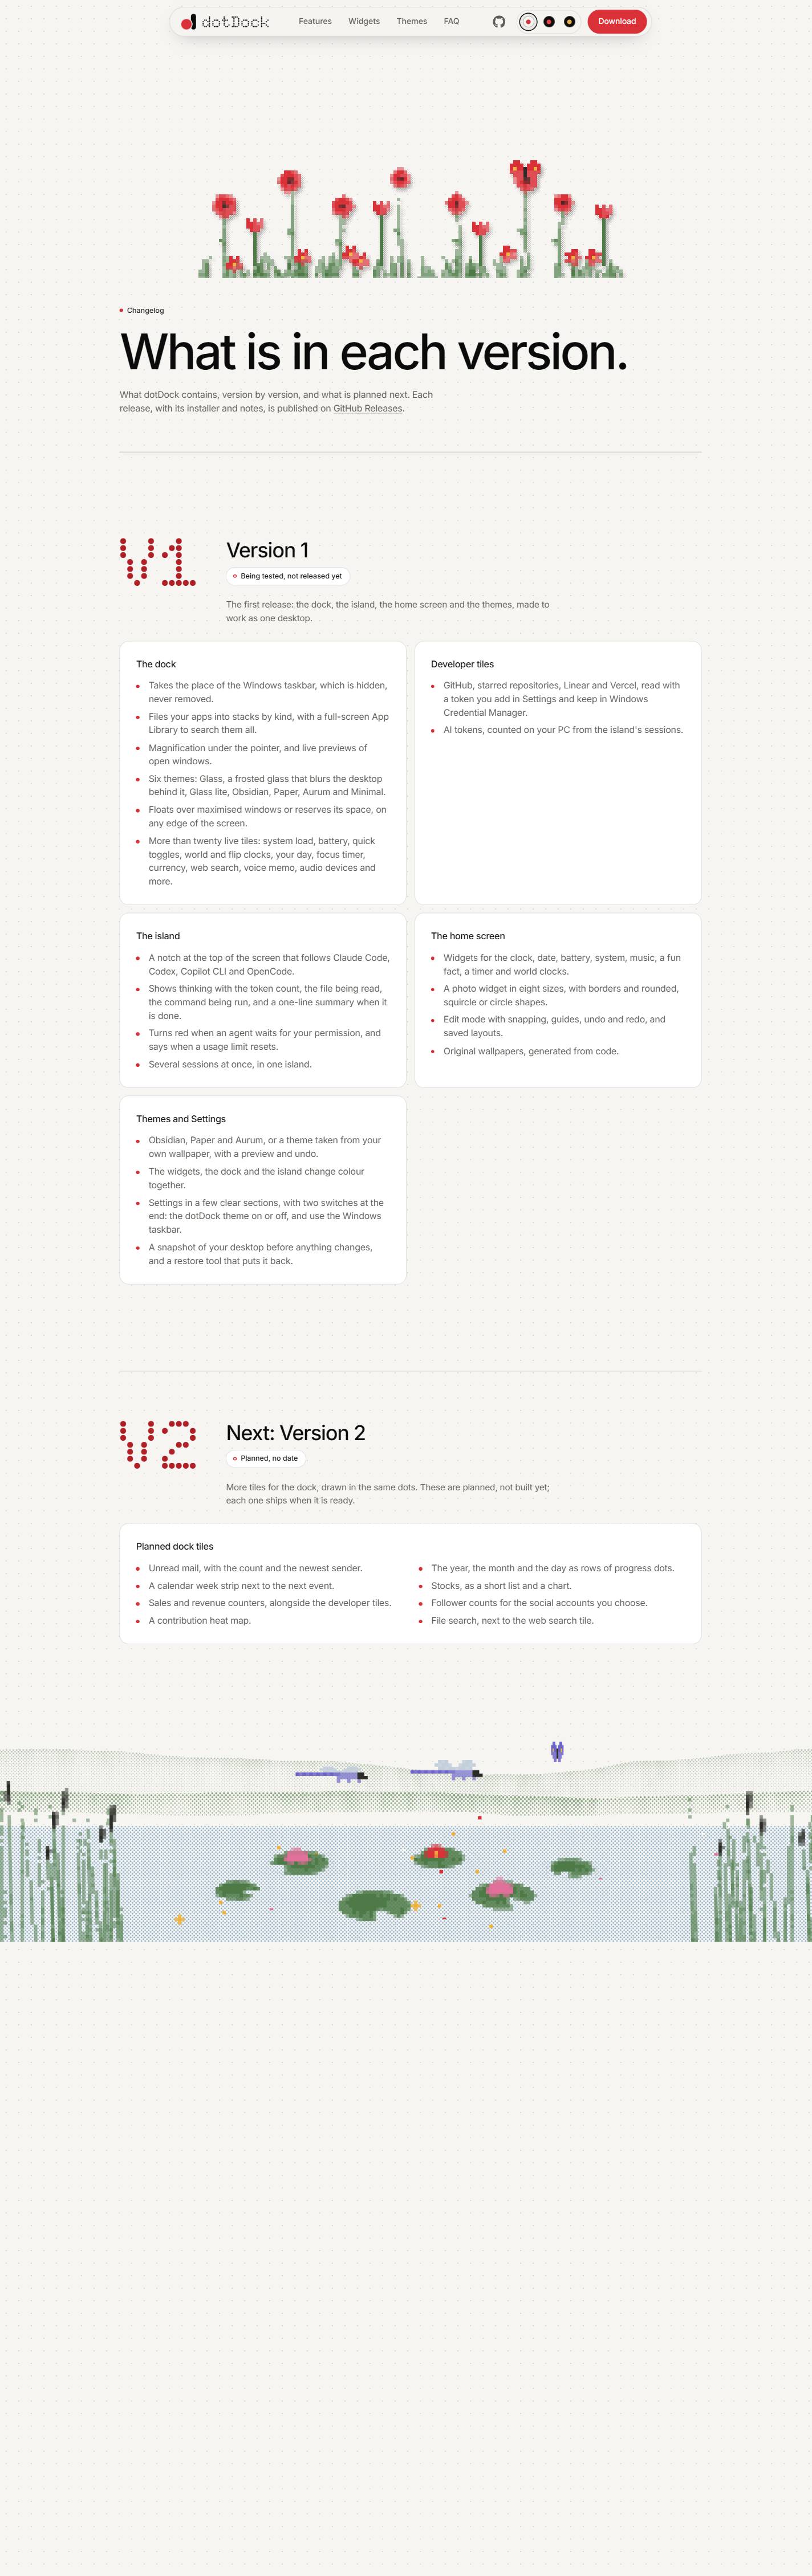 dotDock
Features Widgets Themes FAQ
Download
Changelog
What is in each version.
What dotDock contains, version by version, and what is planned next. Each
release, with its installer and notes, is published on GitHub Releases.
V1
Version 1
Being tested, not released yet
The first release: the dock, the island, the home screen and the themes, made to
work as one desktop.
The dock
Takes the place of the Windows taskbar, which is hidden,
never removed.
Files your apps into stacks by kind, with a full-screen App
Library to search them all.
Magnification under the pointer, and live previews of
open windows.
Six themes: Glass, a frosted glass that blurs the desktop
behind it, Glass lite, Obsidian, Paper, Aurum and Minimal.
Floats over maximised windows or reserves its space, on
any edge of the screen.
More than twenty live tiles: system load, battery, quick
toggles, world and flip clocks, your day, focus timer,
currency, web search, voice memo, audio devices and
more.
Developer tiles
GitHub, starred repositories, Linear and Vercel, read with
a token you add in Settings and keep in Windows
Credential Manager.
AI tokens, counted on your PC from the island's sessions.
The island
A notch at the top of the screen that follows Claude Code,
Codex, Copilot CLI and OpenCode.
Shows thinking with the token count, the file being read,
the command being run, and a one-line summary when it
is done.
Turns red when an agent waits for your permission, and
says when a usage limit resets.
Several sessions at once, in one island.
The home screen
Widgets for the clock, date, battery, system, music, a fun
fact, a timer and world clocks.
A photo widget in eight sizes, with borders and rounded,
squircle or circle shapes.
Edit mode with snapping, guides, undo and redo, and
saved layouts.
Original wallpapers, generated from code.
Themes and Settings
Obsidian, Paper and Aurum, or a theme taken from your
own wallpaper, with a preview and undo.
The widgets, the dock and the island change colour
together.
Settings in a few clear sections, with two switches at the
end: the dotDock theme on or off, and use the Windows
taskbar.
A snapshot of your desktop before anything changes,
and a restore tool that puts it back.
V2
Next: Version 2
Planned, no date
More tiles for the dock, drawn in the same dots. These are planned, not built yet;
each one ships when it is ready.
Planned dock tiles
Unread mail, with the count and the newest sender.
A calendar week strip next to the next event.
Sales and revenue counters, alongside the developer tiles.
A contribution heat map.
The year, the month and the day as rows of progress dots.
Stocks, as a short list and a chart.
Follower counts for the social accounts you choose.
File search, next to the web search tile.